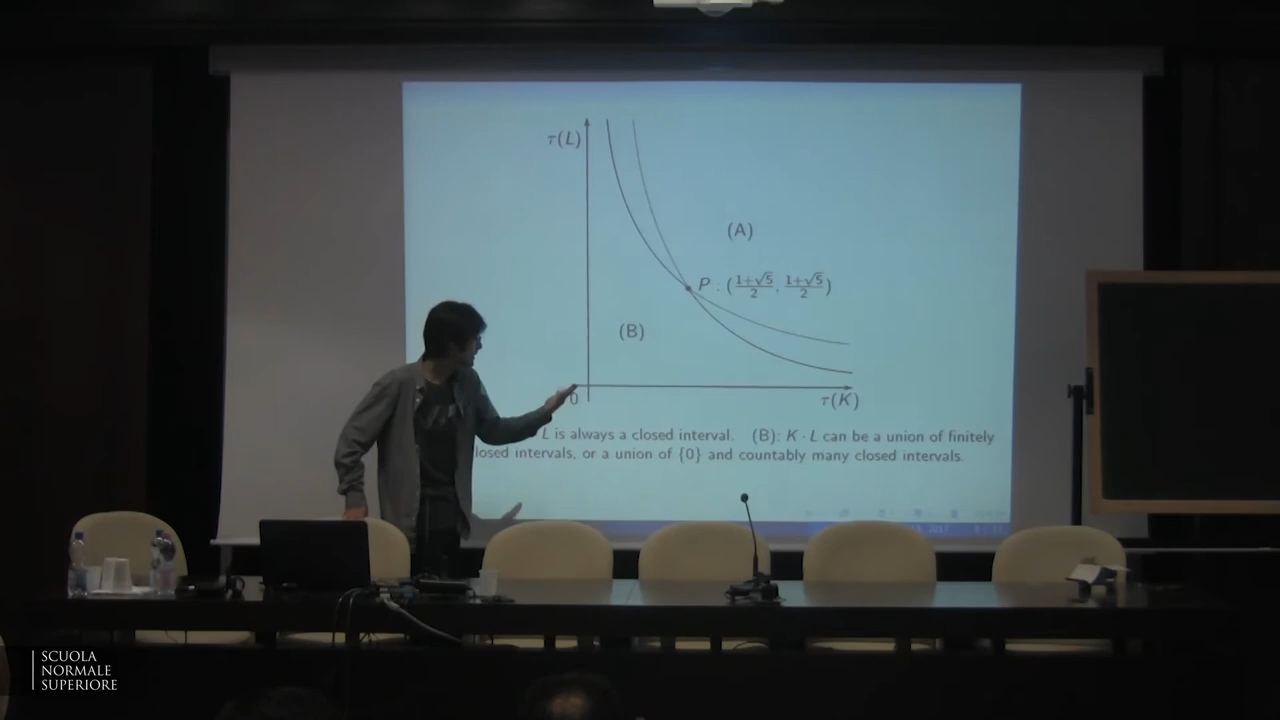 τ(L)
(A)
P : (1+√5/2, 1+√5/2)
(B)
0
τ(K)
L is always a closed interval. (B): K · L can be a union of finitely
losed intervals, or a union of {0} and countably many closed intervals.
2017
SCUOLA
NORMALE
SUPERIORE